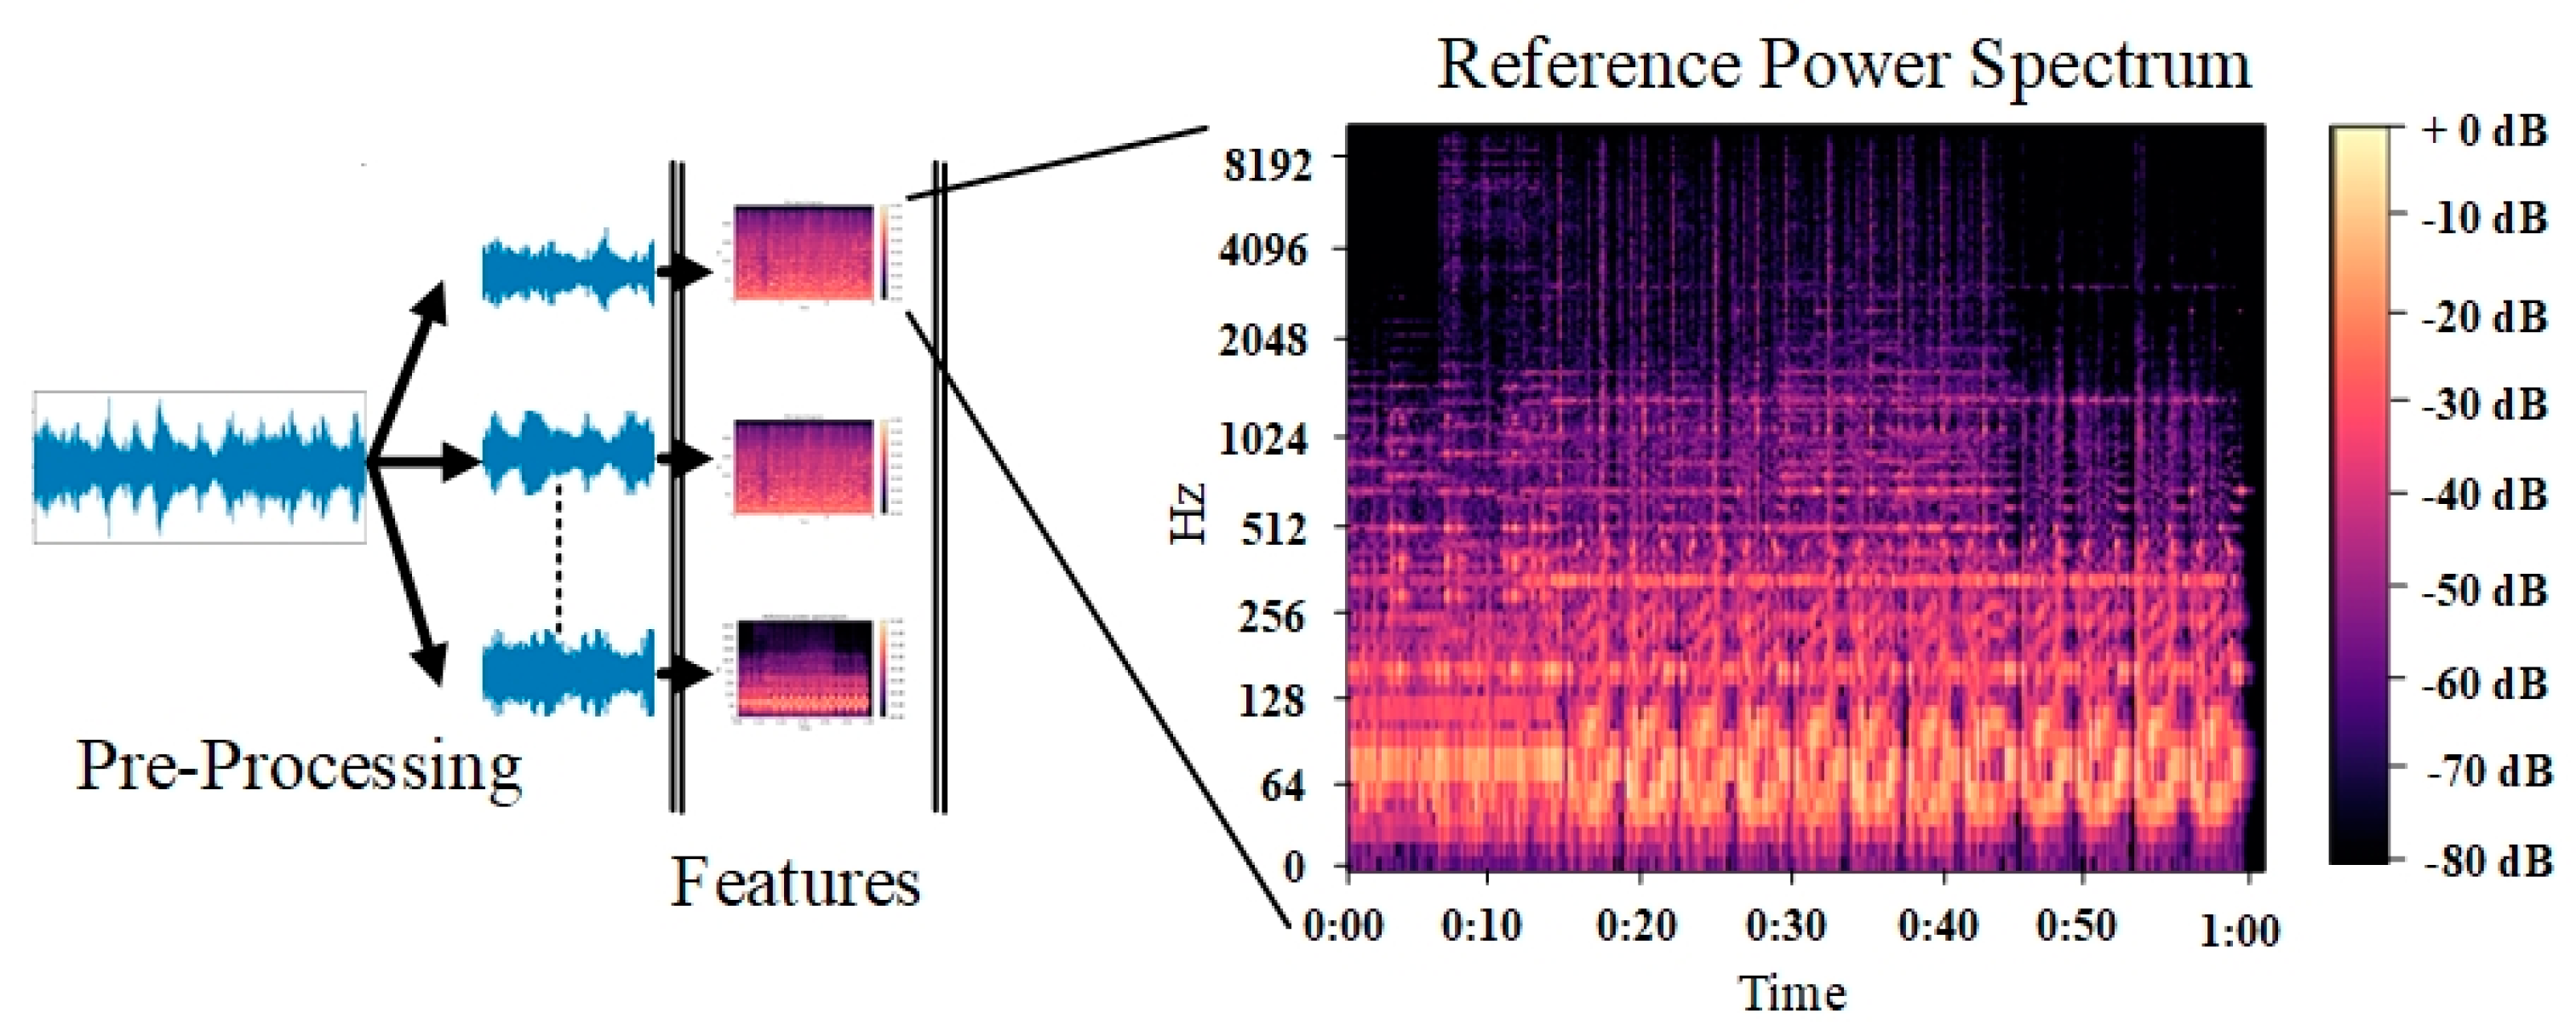 Reference Power Spectrum
+ 0 dB
-10 dB
-20 dB
-30 dB
-40 dB
-50 dB
-60 dB
-70 dB
-80 dB
8192
4096
2048
1024
512
256
128
64
0
Hz
0:00 0:10 0:20 0:30 0:40 0:50 1:00
Time
Pre-Processing
Features